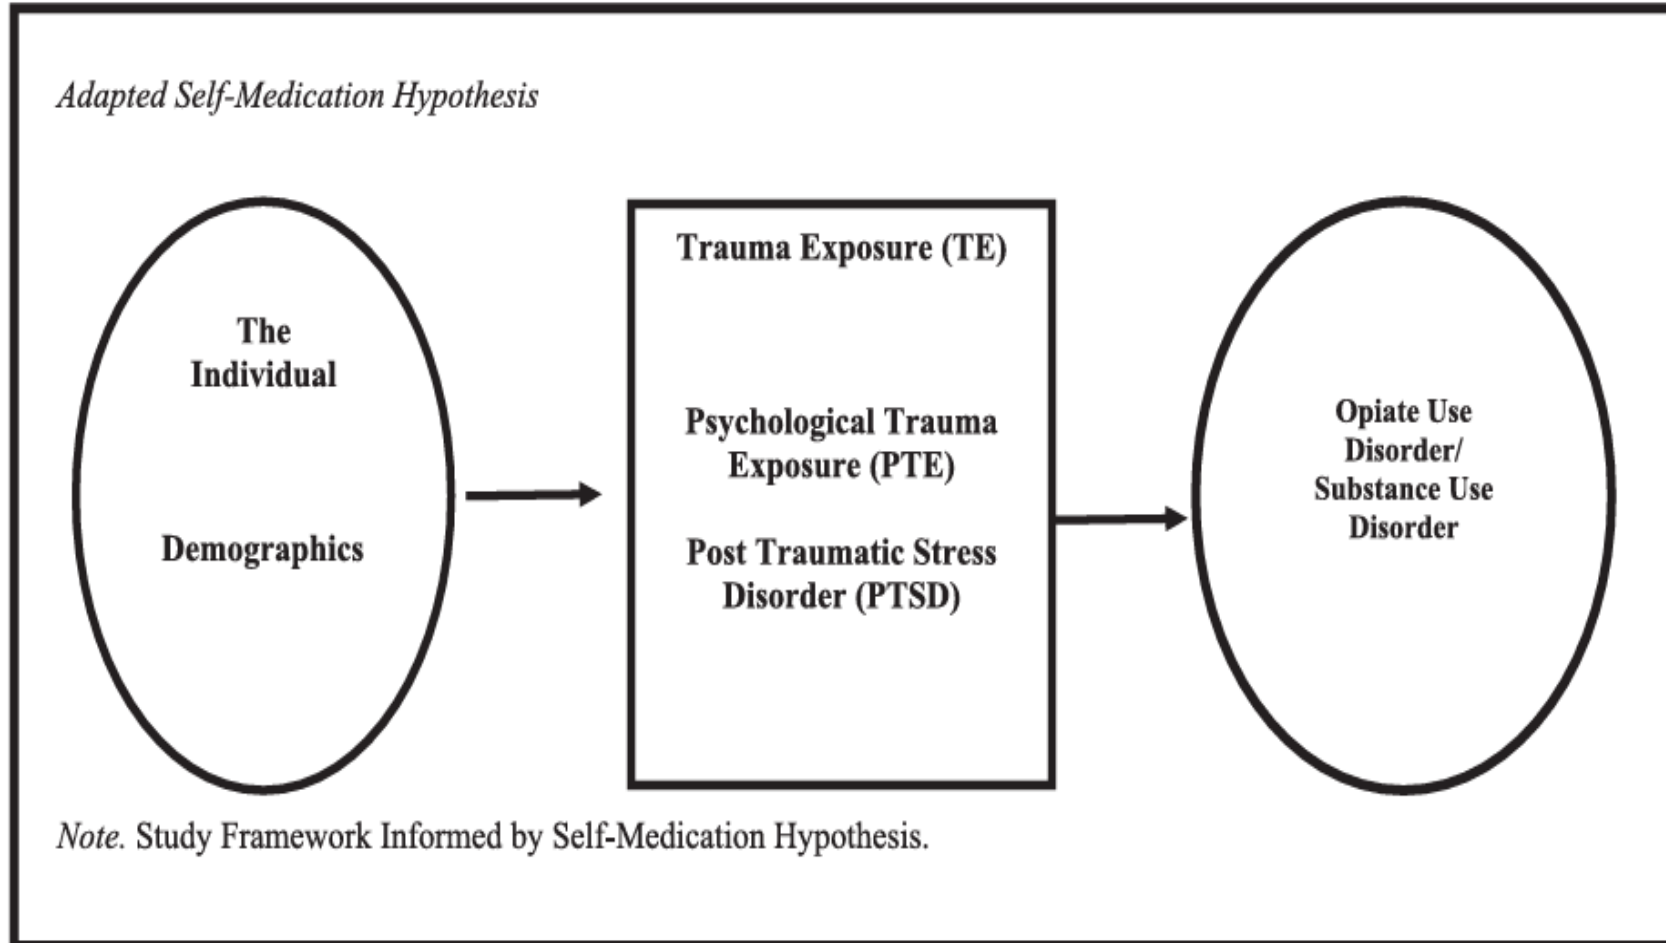 Adapted Self-Medication Hypothesis
The
Individual
Demographics
Trauma Exposure (TE)
Psychological Trauma
Exposure (PTE)
Post Traumatic Stress
Disorder (PTSD)
Opiate Use
Disorder/
Substance Use
Disorder
Note. Study Framework Informed by Self-Medication Hypothesis.